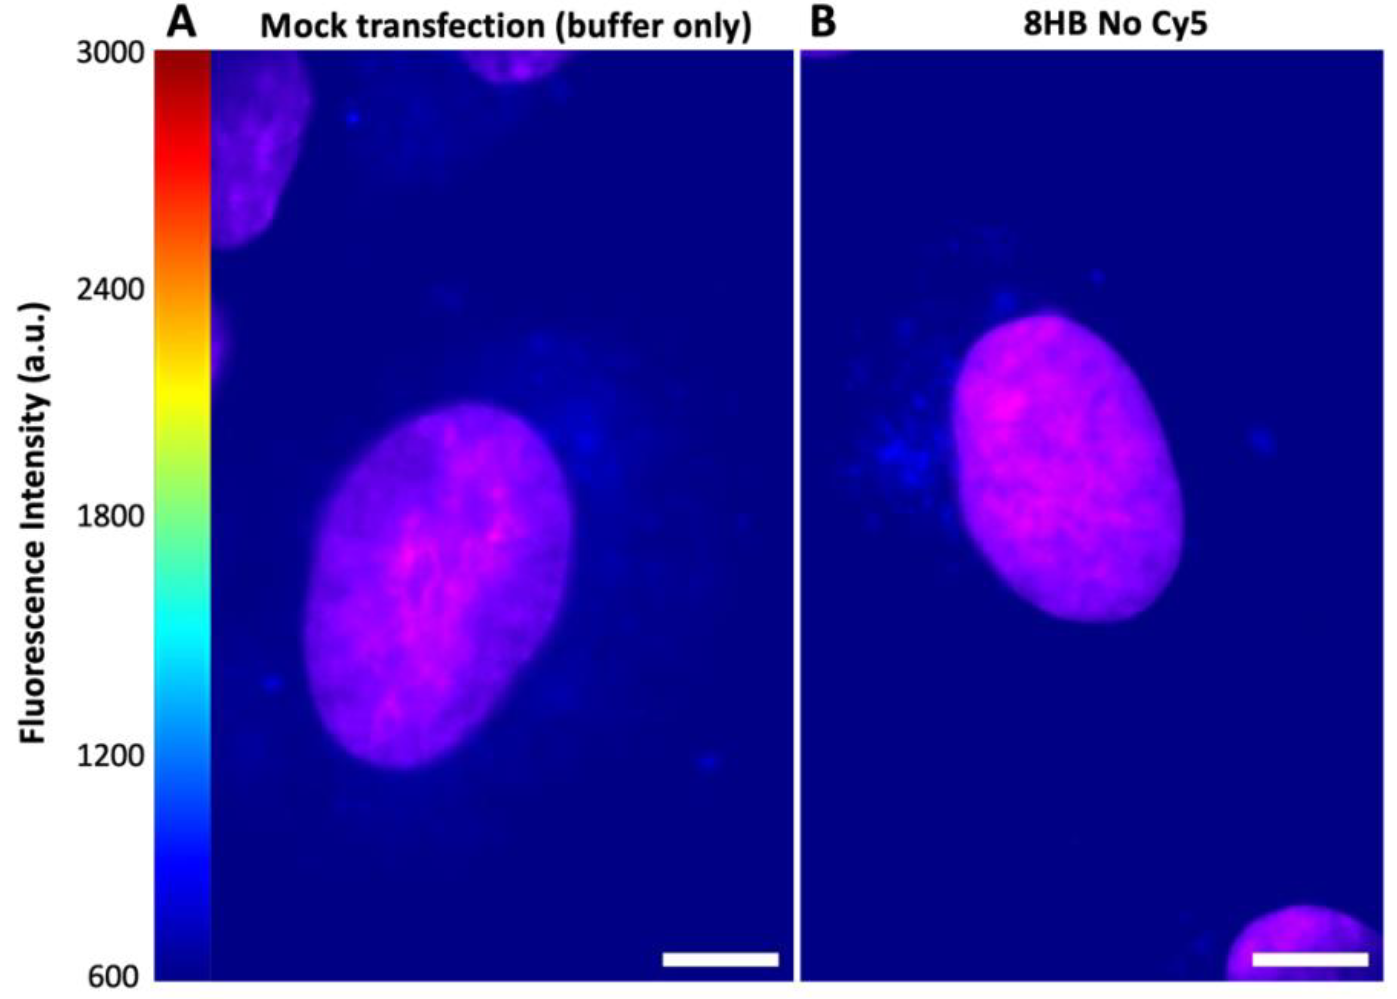 A Mock transfection (buffer only) B 8HB No Cy5
3000
2400
1800
1200
600
Fluorescence Intensity (a.u.)